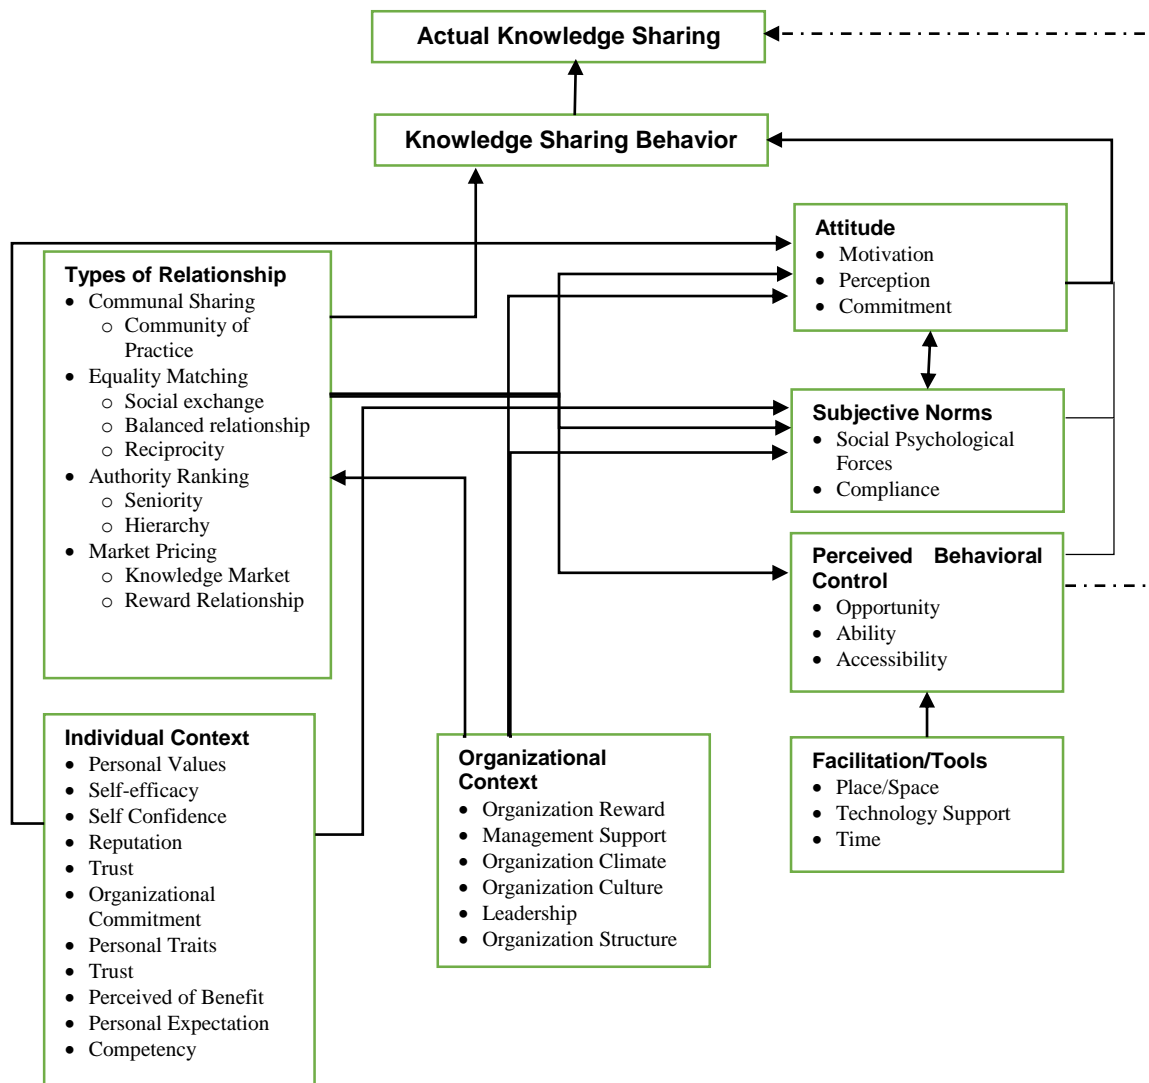 Actual Knowledge Sharing
Knowledge Sharing Behavior
Attitude
• Motivation
• Perception
• Commitment
Types of Relationship
• Communal Sharing
o Community of
Practice
• Equality Matching
o Social exchange
o Balanced relationship
o Reciprocity
• Authority Ranking
o Seniority
o Hierarchy
• Market Pricing
o Knowledge Market
o Reward Relationship
Subjective Norms
• Social Psychological
Forces
• Compliance
Perceived Behavioral
Control
• Opportunity
• Ability
• Accessibility
Individual Context
• Personal Values
• Self-efficacy
• Self Confidence
• Reputation
• Trust
• Organizational
Commitment
• Personal Traits
• Trust
• Perceived of Benefit
• Personal Expectation
• Competency
Organizational
Context
• Organization Reward
• Management Support
• Organization Climate
• Organization Culture
• Leadership
• Organization Structure
Facilitation/Tools
• Place/Space
• Technology Support
• Time